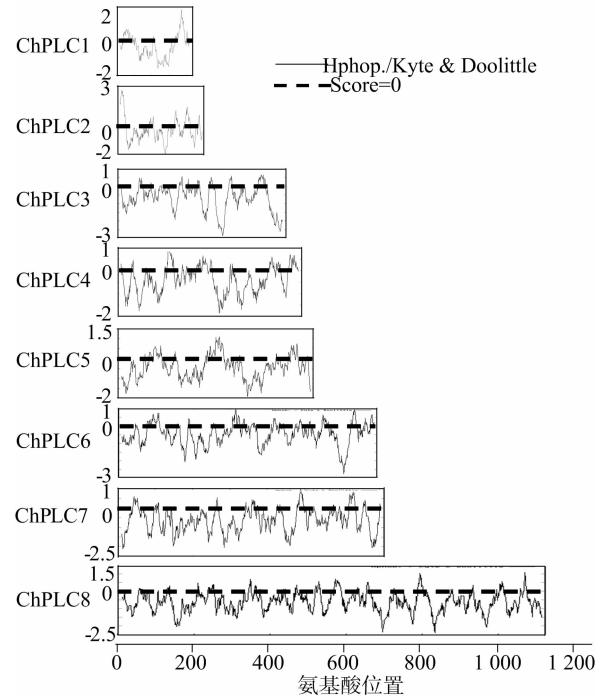 2
ChPLC1
0
-2
Hphop./Kyte & Doolittle
Score=0
3
ChPLC2
0
-2
1
0
ChPLC3
-3
1
0
ChPLC4
-2
1.5
ChPLC5
0
-2
1
0
ChPLC6
-3
1
0
ChPLC7
-2.5
1.5
0
ChPLC8
-2.5
0 200 400 600 800 1 000 1 200
氨基酸位置